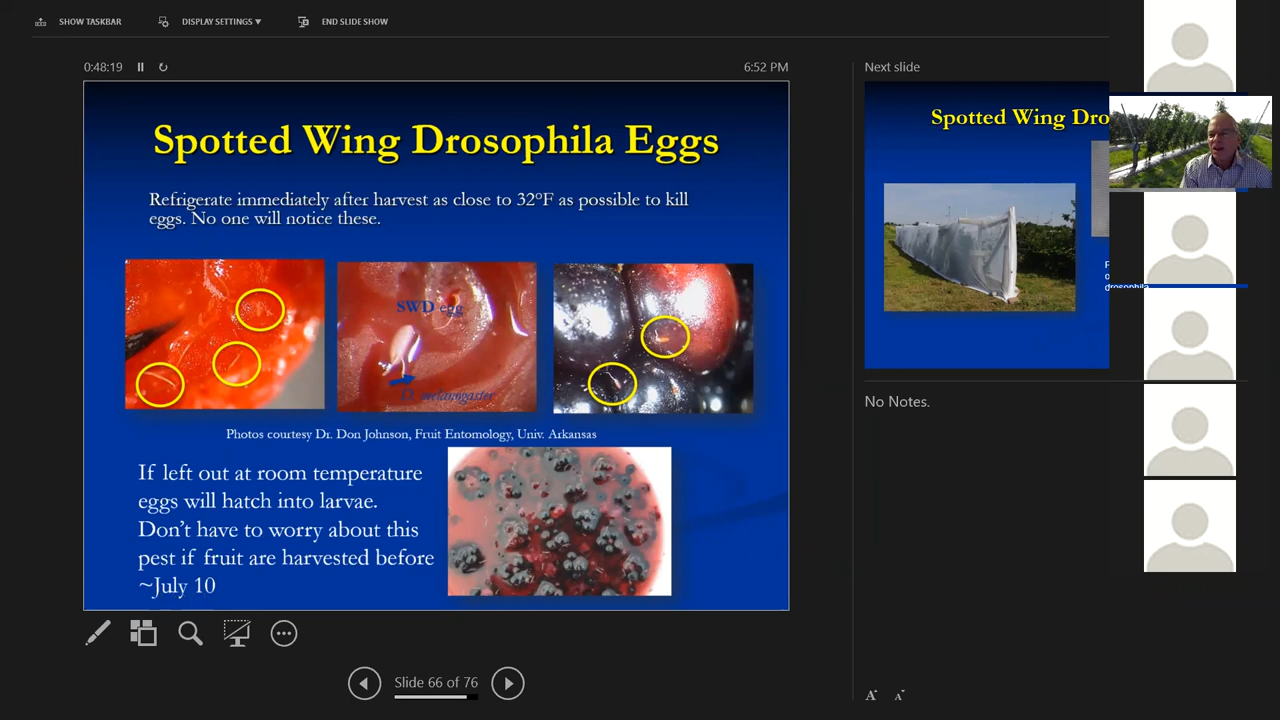 SHOW TASKBAR
DISPLAY SETTINGS ▼
END SLIDE SHOW
0:48:19
6:52 PM
Spotted Wing Drosophila Eggs
Refrigerate immediately after harvest as close to 32°F as possible to kill
eggs. No one will notice these.
SWD egg
D. melanogaster
Photos courtesy Dr. Don Johnson, Fruit Entomology, Univ. Arkansas
If left out at room temperature
eggs will hatch into larvae.
Don't have to worry about this
pest if fruit are harvested before
~July 10
Slide 66 of 76
Next slide
Spotted Wing Dro
F
o
drosophila
No Notes.
A
A